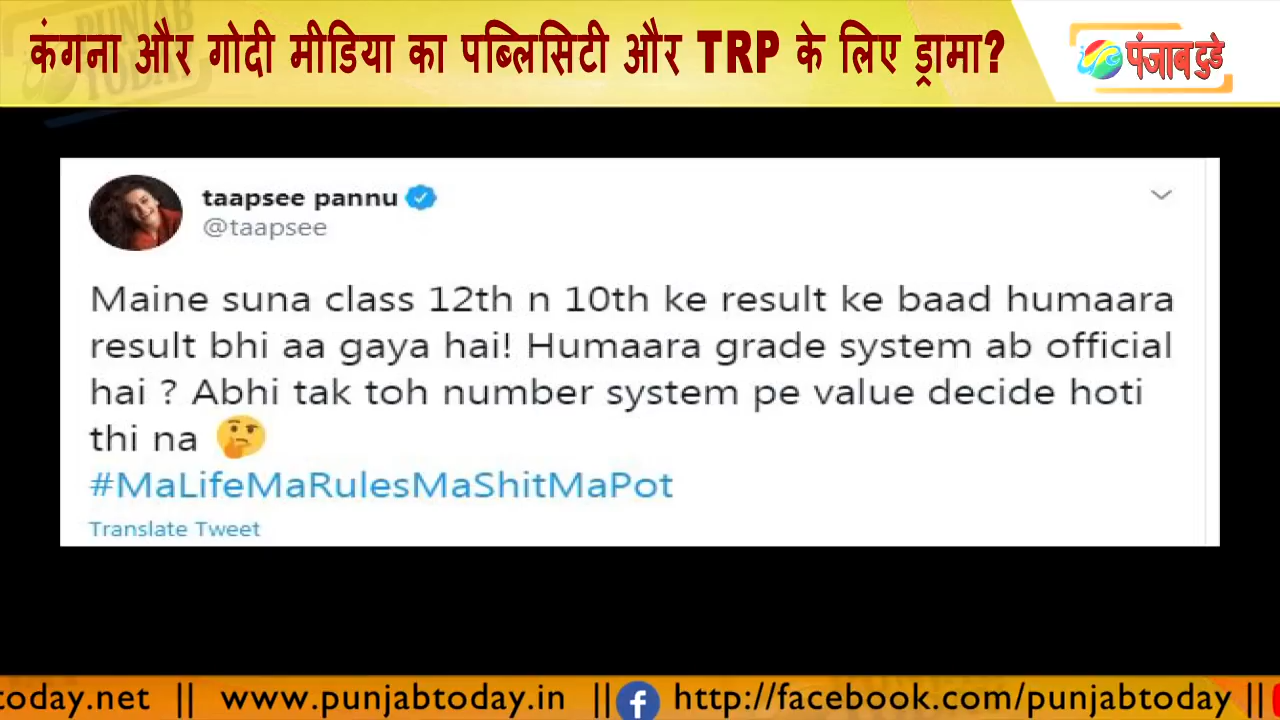 कंगना और गोदी मीडिया का पब्लिसिटी और TRP के लिए ड्रामा?
पंजाब टुडे
PUNJAB
TODAY
taapsee pannu
@taapsee
Maine suna class 12th n 10th ke result ke baad humaara
result bhi aa gaya hai! Humaara grade system ab official
hai ? Abhi tak toh number system pe value decide hoti
thi na 🤔
#MaLifeMaRulesMaShitMaPot
Translate Tweet
today.net || www.punjabtoday.in || http://facebook.com/punjabtoday ||